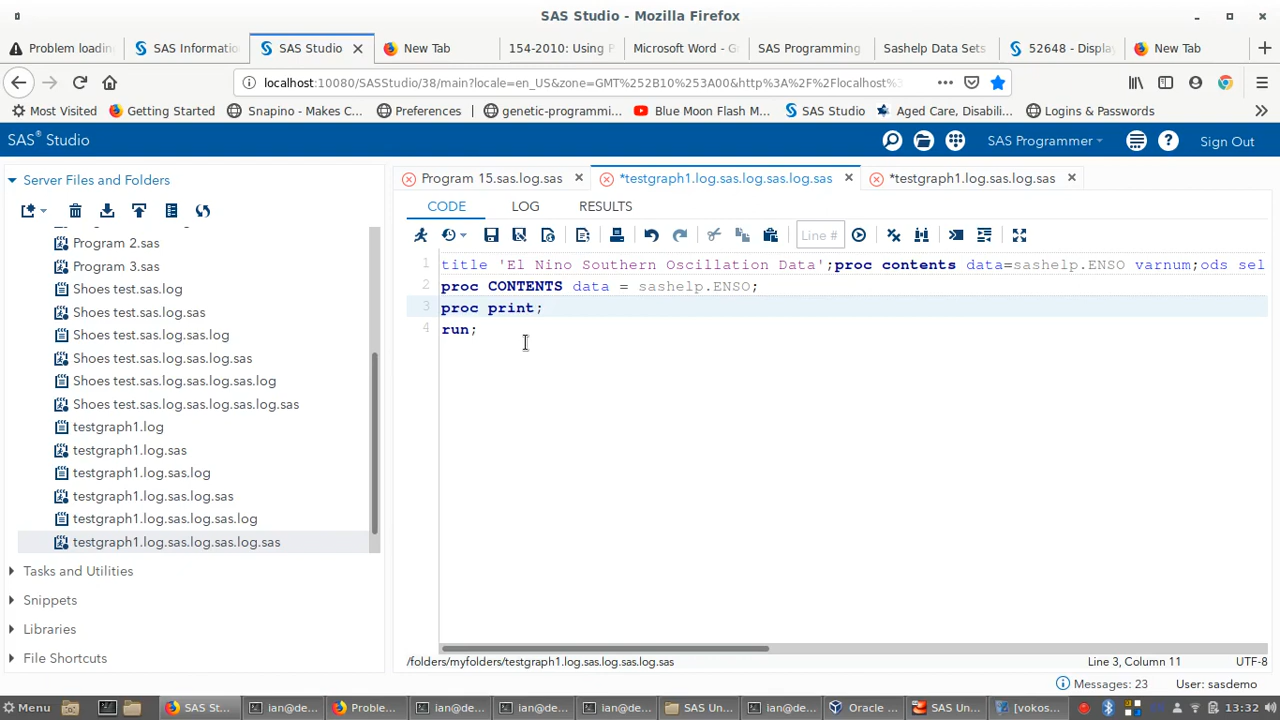 SAS Studio - Mozilla Firefox
Problem loadin
SAS Informatio
SAS Studio
New Tab
154-2010: Using P
Microsoft Word - G
SAS Programming
Sashelp Data Sets
52648 - Display
New Tab
localhost:10080/SASStudio/38/main?locale=en_US&zone=GMT%252B10%253A00&http%3A%2F%2Flocalhost%3
Most Visited
Getting Started
Snapino - Makes C...
Preferences
genetic-programmi...
Blue Moon Flash M...
SAS Studio
Aged Care, Disabili...
Logins & Passwords
SAS® Studio
SAS Programmer
Sign Out
Server Files and Folders
Program 2.sas
Program 3.sas
Shoes test.sas.log
Shoes test.log.sas
Shoes test.sas.log.log
Shoes test.sas.log.sas
Shoes test.sas.log.sas.log
Shoes test.sas.log.sas.log.sas
testgraph1.log
testgraph1.log.sas
testgraph1.log.sas.log
testgraph1.log.sas.log.sas
testgraph1.log.sas.log.sas.log
testgraph1.log.sas.log.sas.log.sas
Tasks and Utilities
Snippets
Libraries
File Shortcuts
Program 15.sas.log.sas
*testgraph1.log.sas.log.sas.log.sas
*testgraph1.log.sas.log.sas
CODE
LOG
RESULTS
Line #
1 title 'El Nino Southern Oscillation Data';proc contents data=sashelp.ENSO varnum;ods sel
2 proc CONTENTS data = sashelp.ENSO;
3 proc print;
4 run;
/folders/myfolders/testgraph1.log.sas.log.sas.log.sas
Line 3, Column 11
UTF-8
Messages: 23
User: sasdemo
Menu
SAS St...
ian@de...
Proble...
ian@de...
ian@de...
ian@de...
SAS Un...
ian@de...
Oracle ...
SAS Un...
[vokos...
13:32